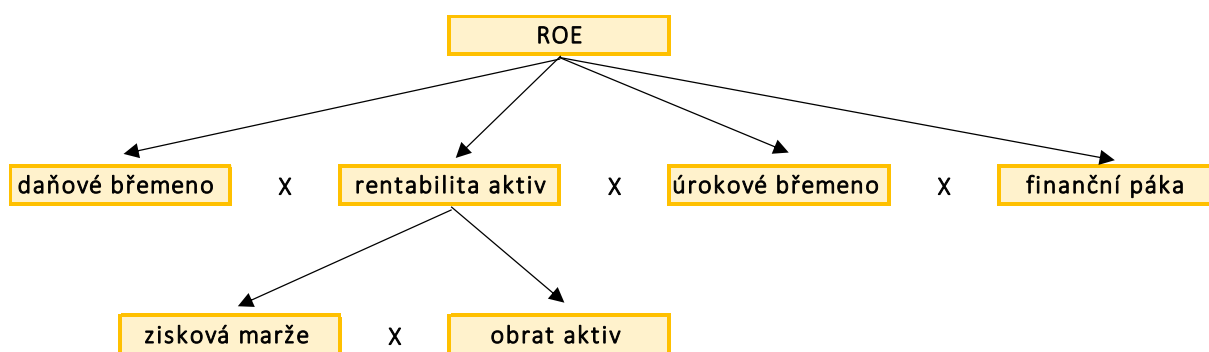 ROE
daňové břemeno X rentabilita aktiv X úrokové břemeno X finanční páka
zisková marže X obrat aktiv